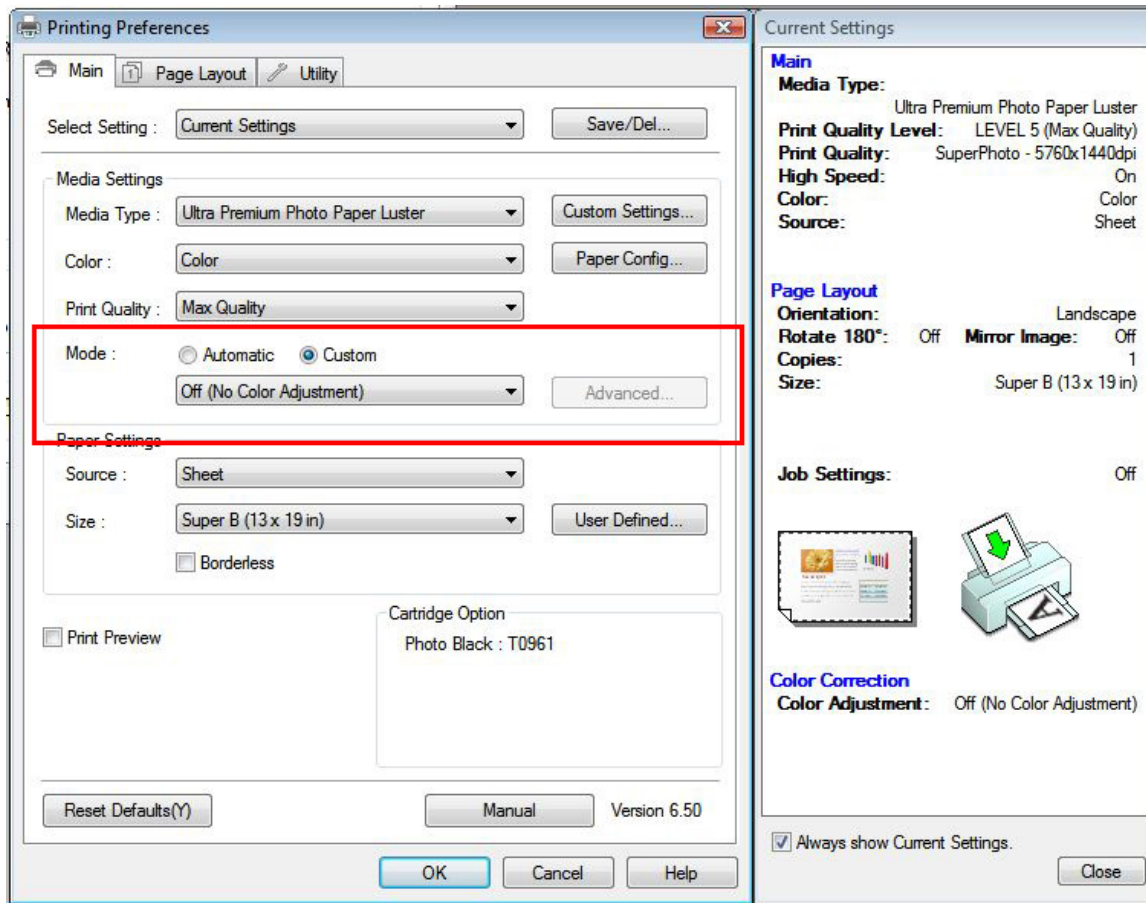 Printing Preferences
Main
Page Layout
Utility
Select Setting : Current Settings Save/Del...
Media Settings
Media Type : Ultra Premium Photo Paper Luster Custom Settings...
Color : Color Paper Config...
Print Quality : Max Quality
Mode : Automatic Custom
Off (No Color Adjustment) Advanced...
Paper Settings
Source : Sheet
Size : Super B (13 x 19 in) User Defined...
Borderless
Print Preview
Cartridge Option
Photo Black : T0961
Reset Defaults(Y) Manual Version 6.50
OK Cancel Help
Current Settings
Main
Media Type:
Ultra Premium Photo Paper Luster
Print Quality Level: LEVEL 5 (Max Quality)
Print Quality: SuperPhoto - 5760x1440dpi
High Speed: On
Color: Color
Source: Sheet
Page Layout
Orientation: Landscape
Rotate 180°: Off Mirror Image: Off
Copies: 1
Size: Super B (13 x 19 in)
Job Settings: Off
A
Color Correction
Color Adjustment: Off (No Color Adjustment)
Always show Current Settings.
Close